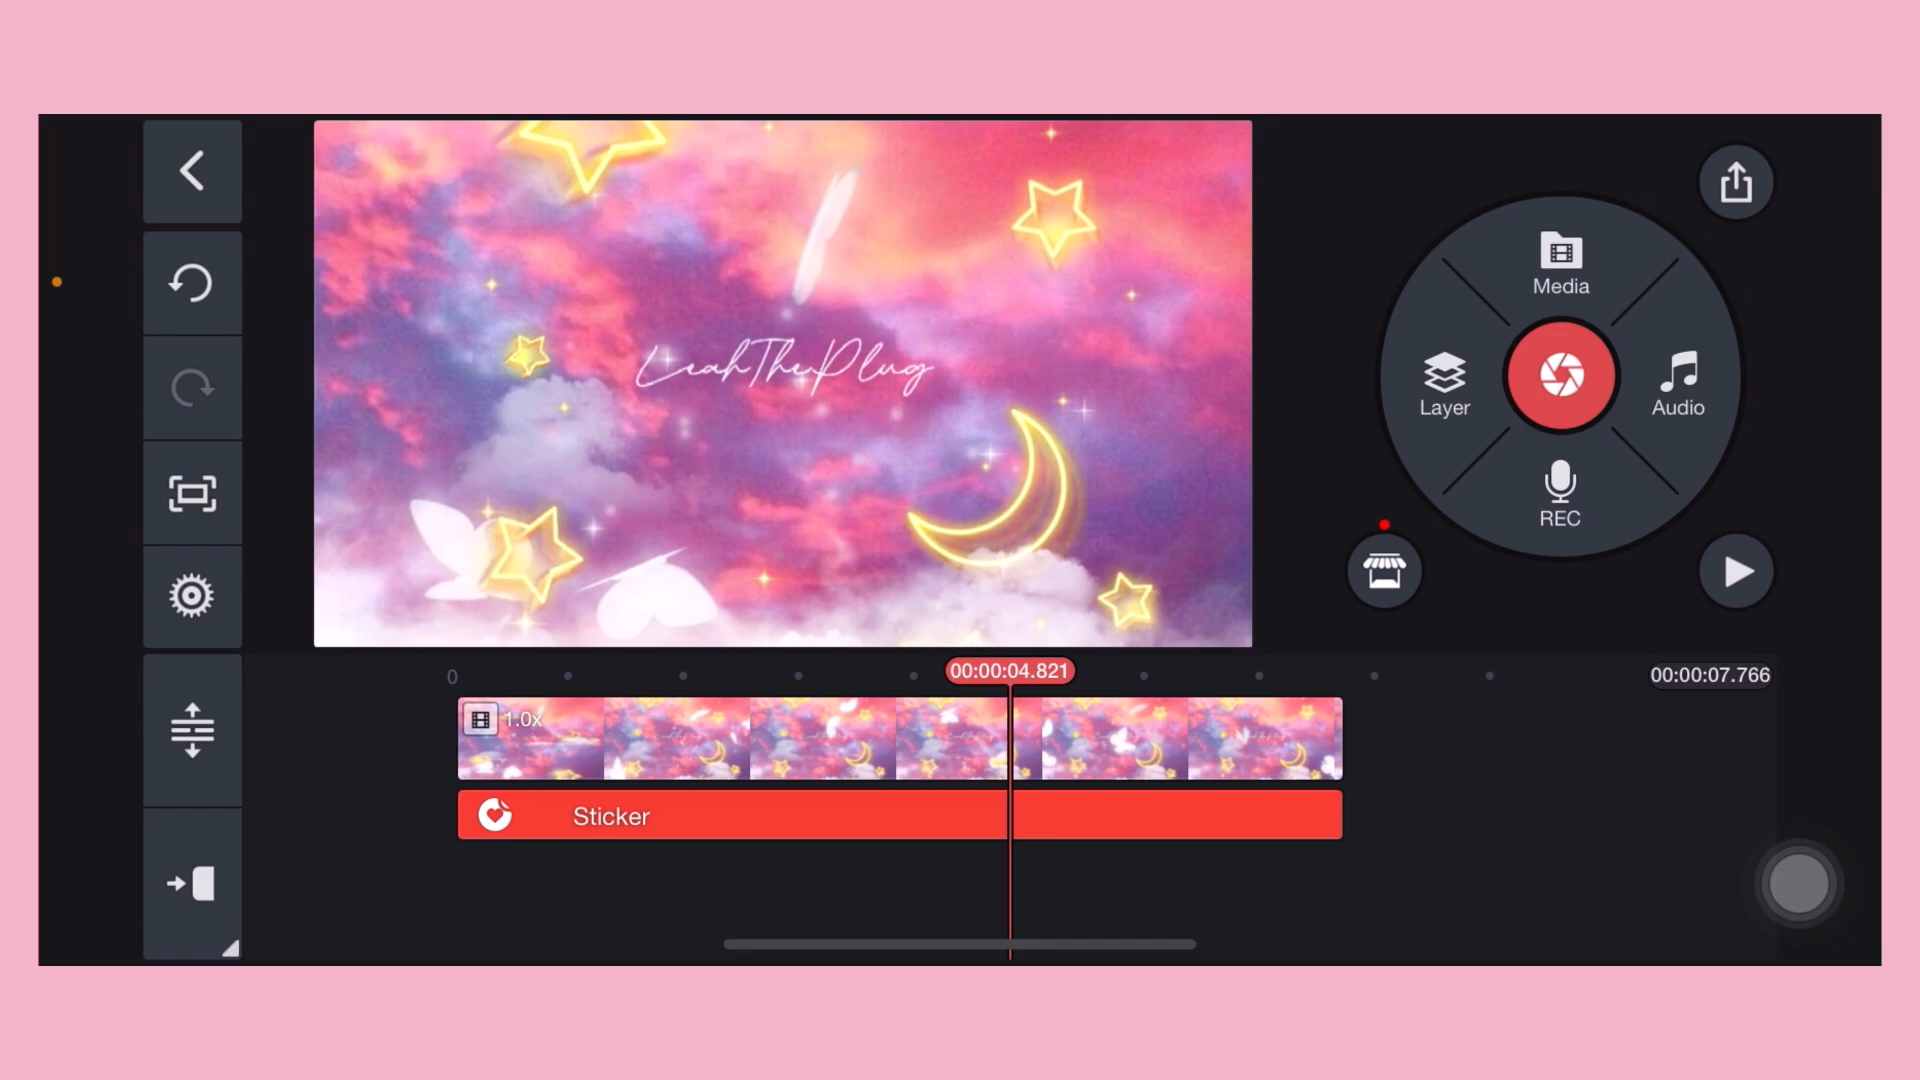 Media
LeahThePlug
Layer
Audio
REC
0
00:00:04.821
00:00:07.766
1.0x
Sticker